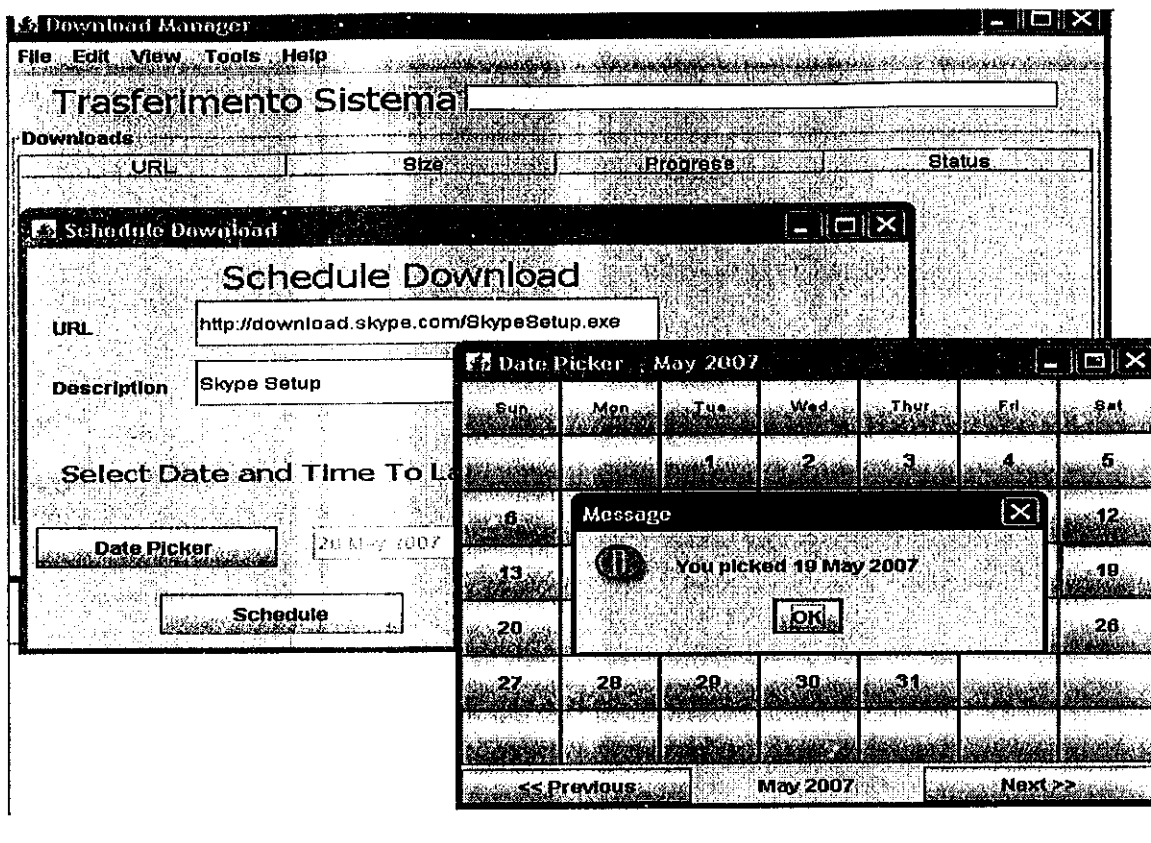 Download Manager
File Edit View Tools Help
Trasferimento Sistema
Downloads
URL Size Progress Status
Schedule Download
Schedule Download
URL http://download.skype.com/SkypeSetup.exe
Description Skype Setup
Select Date and Time To La
Date Picker 20 May 2007
Schedule
Date Picker - May 2007
Sun Mon Tue Wed Thur Fri Sat
1 2 3 4 5
6 12
13 19
20 26
27 28 29 30 31
<< Previous May 2007 Next >>
Message
You picked 19 May 2007
OK